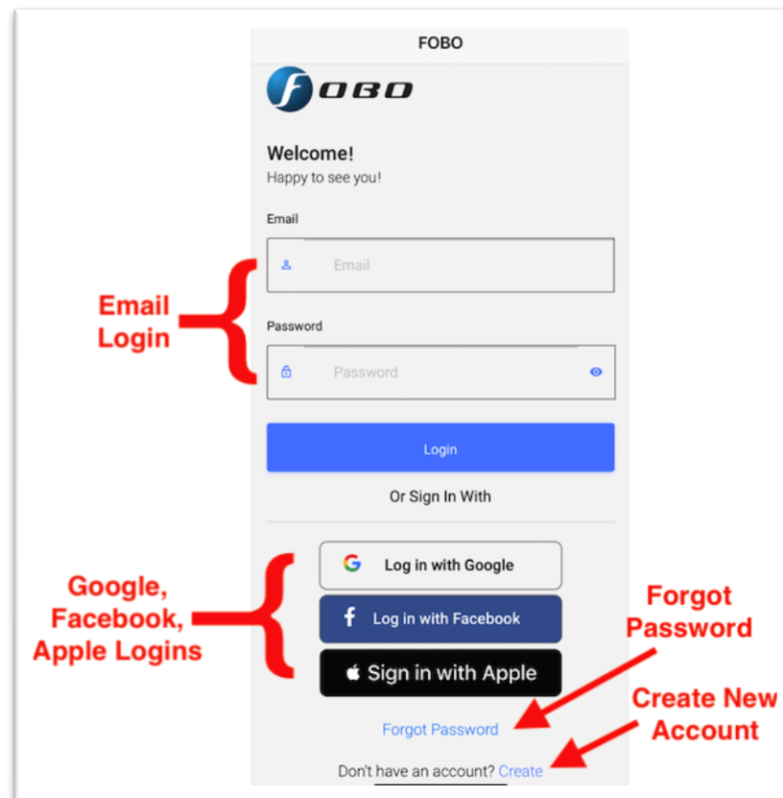 FOBO
FOBO
Welcome!
Happy to see you!
Email
Email
Email
Login
Password
Password
Login
Or Sign In With
Google,
Facebook,
Apple Logins
Log in with Google
Log in with Facebook
Sign in with Apple
Forgot
Password
Forgot Password
Create New
Account
Don't have an account? Create